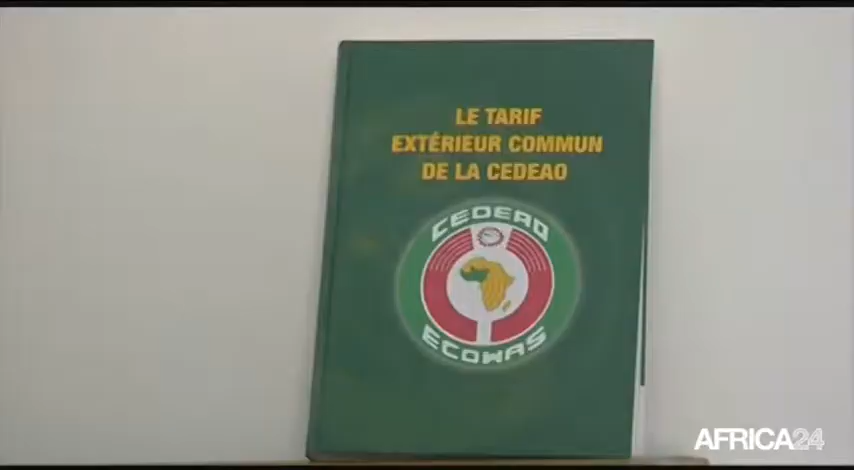 LE TARIF
EXTÉRIEUR COMMUN
DE LA CEDEAO
CEDEAO
ECOWAS
AFRICA24